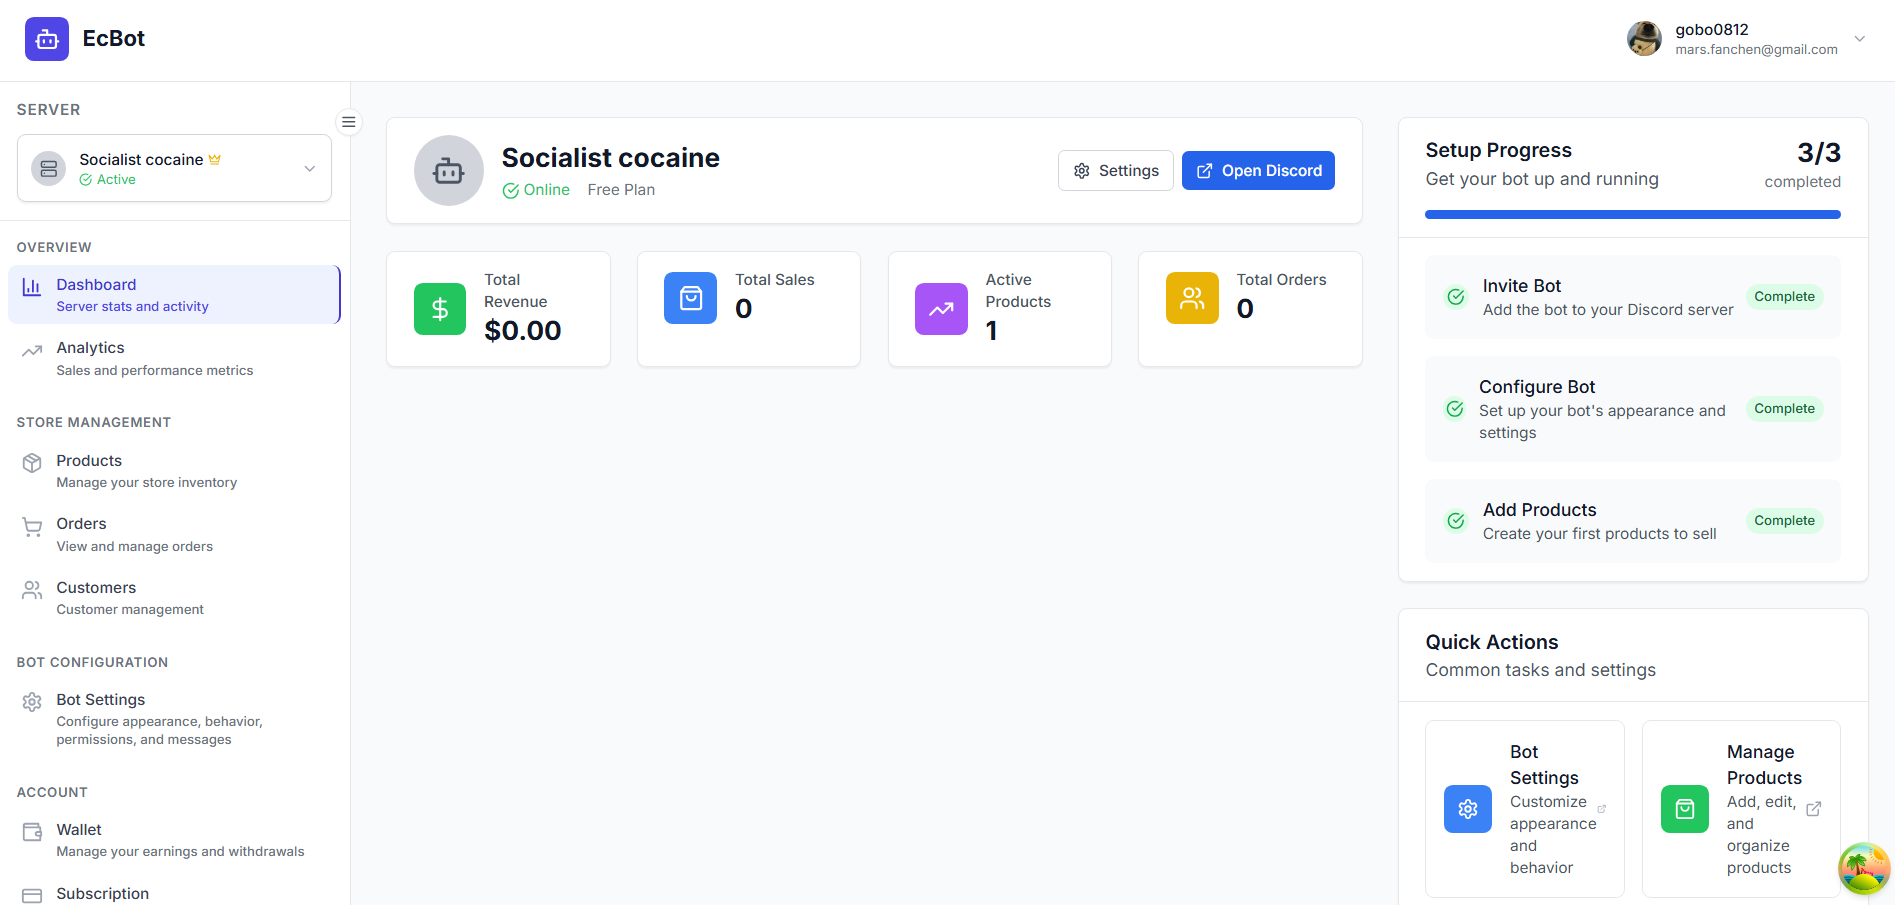 EcBot
gobo0812
mars.fanchen@gmail.com
SERVER
Socialist cocaine
Active
OVERVIEW
Dashboard
Server stats and activity
Analytics
Sales and performance metrics
STORE MANAGEMENT
Products
Manage your store inventory
Orders
View and manage orders
Customers
Customer management
BOT CONFIGURATION
Bot Settings
Configure appearance, behavior,
permissions, and messages
ACCOUNT
Wallet
Manage your earnings and withdrawals
Subscription
Socialist cocaine
Online Free Plan
Settings
Open Discord
Total
Revenue
$0.00
Total Sales
0
Active
Products
1
Total Orders
0
Setup Progress
3/3
Get your bot up and running
completed
Invite Bot
Add the bot to your Discord server
Complete
Configure Bot
Set up your bot's appearance and
settings
Complete
Add Products
Create your first products to sell
Complete
Quick Actions
Common tasks and settings
Bot
Settings
Customize
appearance
and
behavior
Manage
Products
Add, edit,
and
organize
products